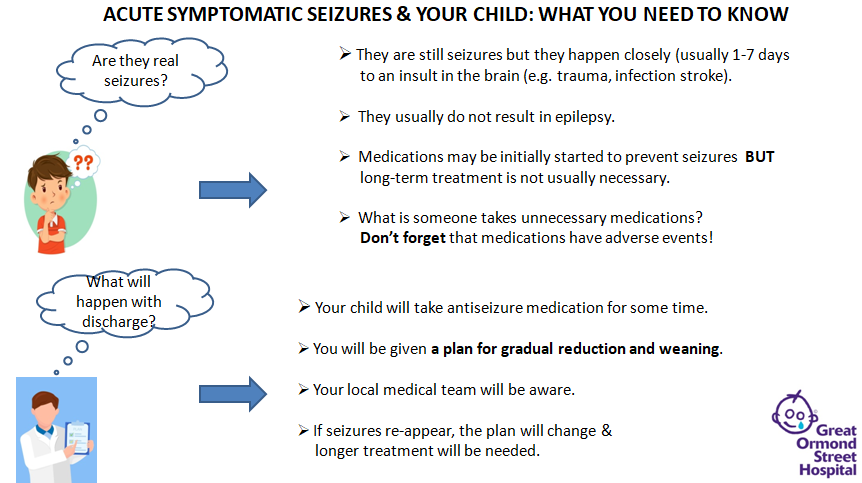 ACUTE SYMPTOMATIC SEIZURES & YOUR CHILD: WHAT YOU NEED TO KNOW
Are they real
seizures?
??
➢ They are still seizures but they happen closely (usually 1-7 days
to an insult in the brain (e.g. trauma, infection stroke).
➢ They usually do not result in epilepsy.
➢ Medications may be initially started to prevent seizures BUT
long-term treatment is not usually necessary.
➢ What is someone takes unnecessary medications?
Don't forget that medications have adverse events!
What will
happen with
discharge?
➢ Your child will take antiseizure medication for some time.
➢ You will be given a plan for gradual reduction and weaning.
➢ Your local medical team will be aware.
➢ If seizures re-appear, the plan will change &
longer treatment will be needed.
Great
Ormond
Street
Hospital